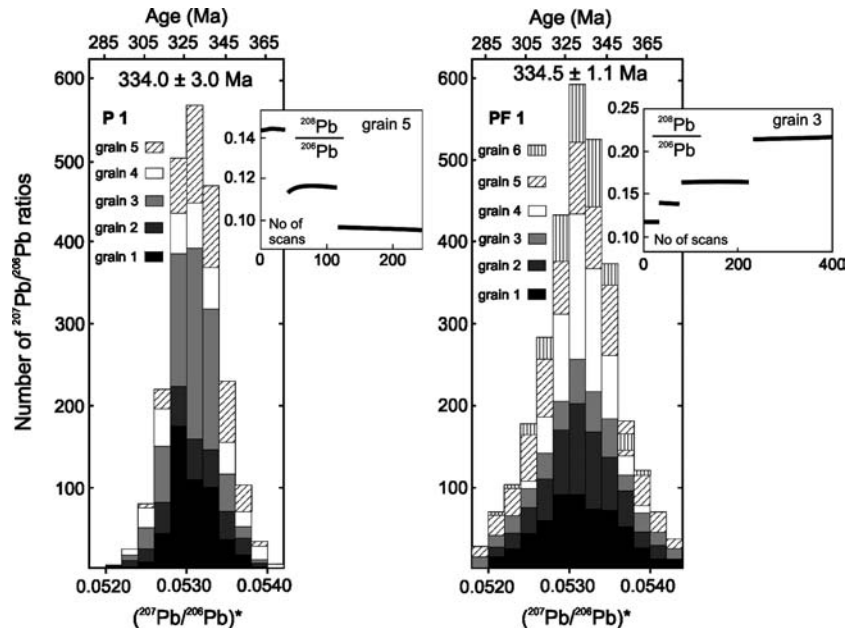 Age (Ma)
285 305 325 345 365
600
500
400
300
200
100
Number of ²⁰⁷Pb/²⁰⁶Pb ratios
334.0 ± 3.0 Ma
P 1
grain 5
grain 4
grain 3
grain 2
grain 1
0.14
0.12
0.10
²⁰⁸Pb
²⁰⁶Pb
grain 5
No of
scans
0 100 200
0.0520 0.0530 0.0540
(²⁰⁷Pb/²⁰⁶Pb)*
Age (Ma)
285 305 325 345 365
600
500
400
300
200
100
334.5 ± 1.1 Ma
PF 1
grain 6
grain 5
grain 4
grain 3
grain 2
grain 1
0.25
0.20
0.15
0.10
²⁰⁸Pb
²⁰⁶Pb
grain 3
No of scans
0 200 400
0.0520 0.0530 0.0540
(²⁰⁷Pb/²⁰⁶Pb)*